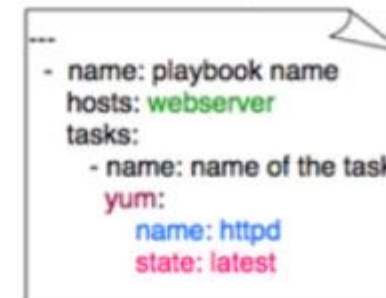 ---
- name: playbook name
hosts: webserver
tasks:
- name: name of the task
yum:
name: httpd
state: latest